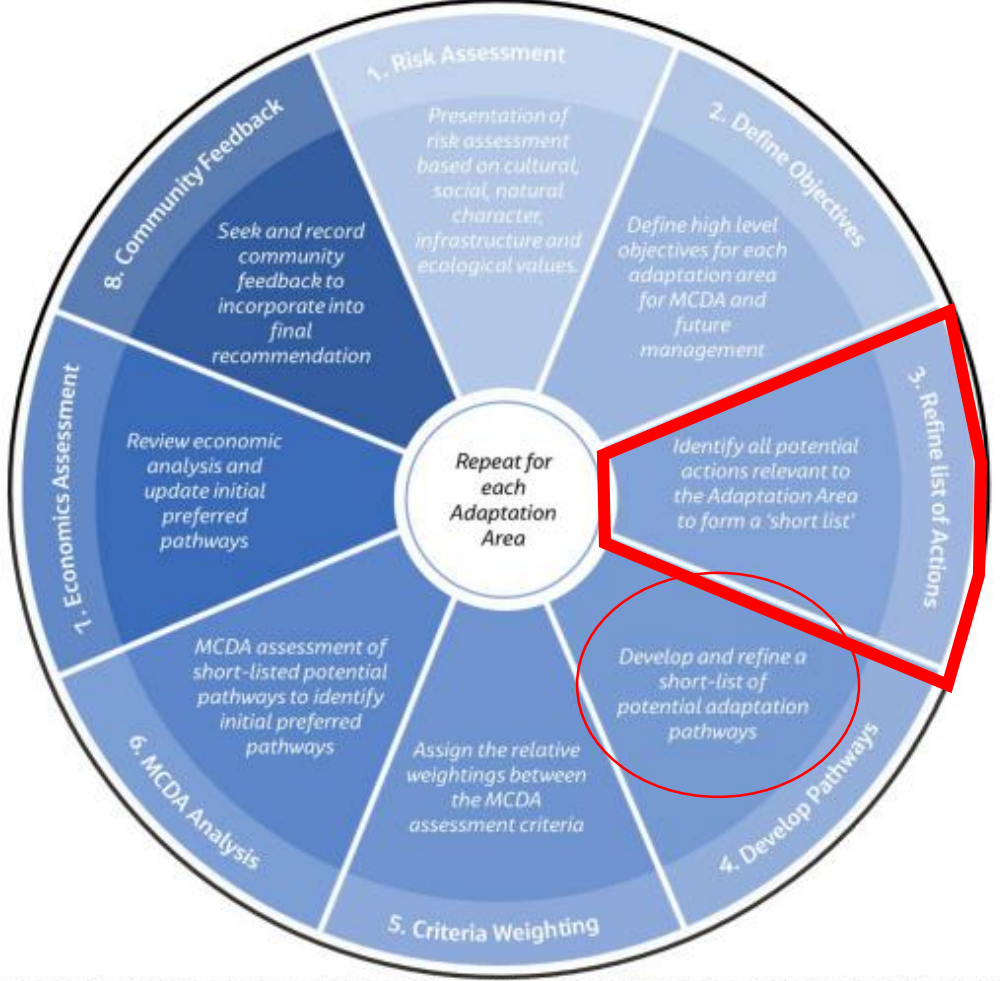 1. Risk Assessment
Presentation of
risk assessment
based on cultural,
social, natural
character,
infrastructure and
ecological values.
2. Define Objectives
Define high level
objectives for each
adaptation area
for MCDA and
future
management
3. Refine list of Actions
Identify all potential
actions relevant to
the Adaptation Area
to form a 'short list'
4. Develop Pathways
Develop and refine a
short-list of
potential adaptation
pathways
5. Criteria Weighting
Assign the relative
weightings between
the MCDA
assessment criteria
6. MCDA Analysis
MCDA assessment of
short-listed potential
pathways to identify
initial preferred
pathways
7. Economics Assessment
Review economic
analysis and
update initial
preferred
pathways
8. Community Feedback
Seek and record
community
feedback to
incorporate into
final
recommendation
Repeat for
each
Adaptation
Area